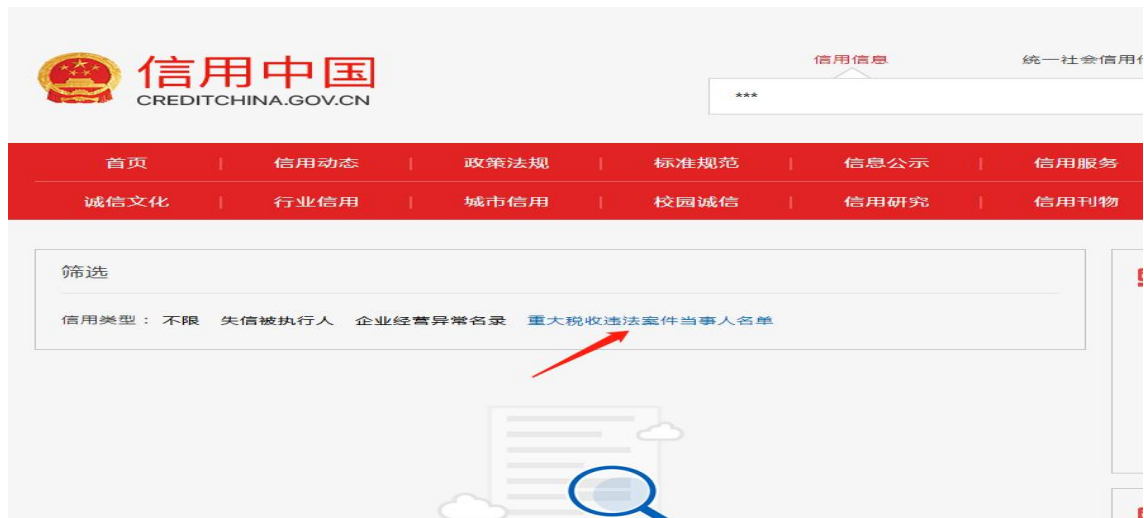 信用中国
CREDITCHINA.GOV.CN
信用信息 统一社会信用
***
首页 | 信用动态 | 政策法规 | 标准规范 | 信息公示 | 信用服务
诚信文化 | 行业信用 | 城市信用 | 校园诚信 | 信用研究 | 信用刊物
筛选
信用类型： 不限 失信被执行人 企业经营异常名录 重大税收违法案件当事人名单